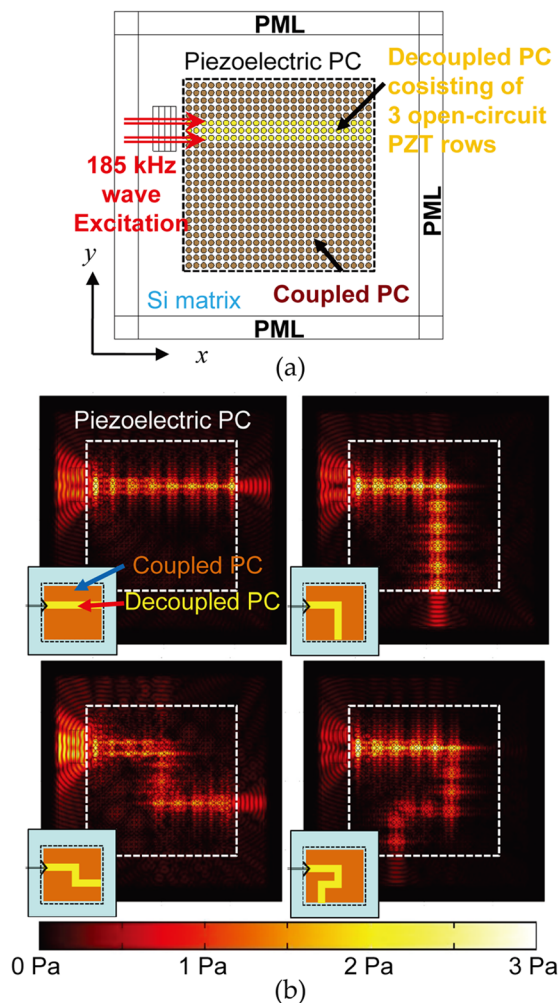 PML
Piezoelectric PC
Decoupled PC
cosisting of
3 open-circuit
PZT rows
185 kHz
wave
Excitation
PML
y
Coupled PC
Si matrix
PML
x
(a)
Piezoelectric PC
Coupled PC
Decoupled PC
0 Pa
1 Pa
2 Pa
3 Pa
(b)